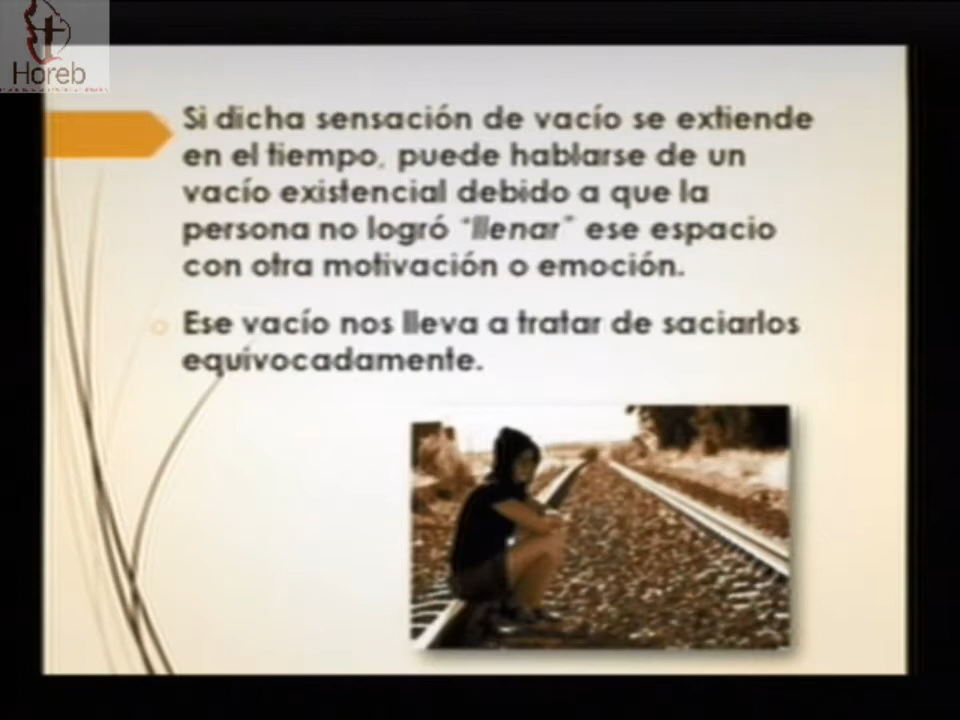 Horeb
Si dicha sensación de vacío se extiende
en el tiempo, puede hablarse de un
vacío existencial debido a que la
persona no logró "llenar" ese espacio
con otra motivación o emoción.
Ese vacío nos lleva a tratar de saciarlos
equivocadamente.